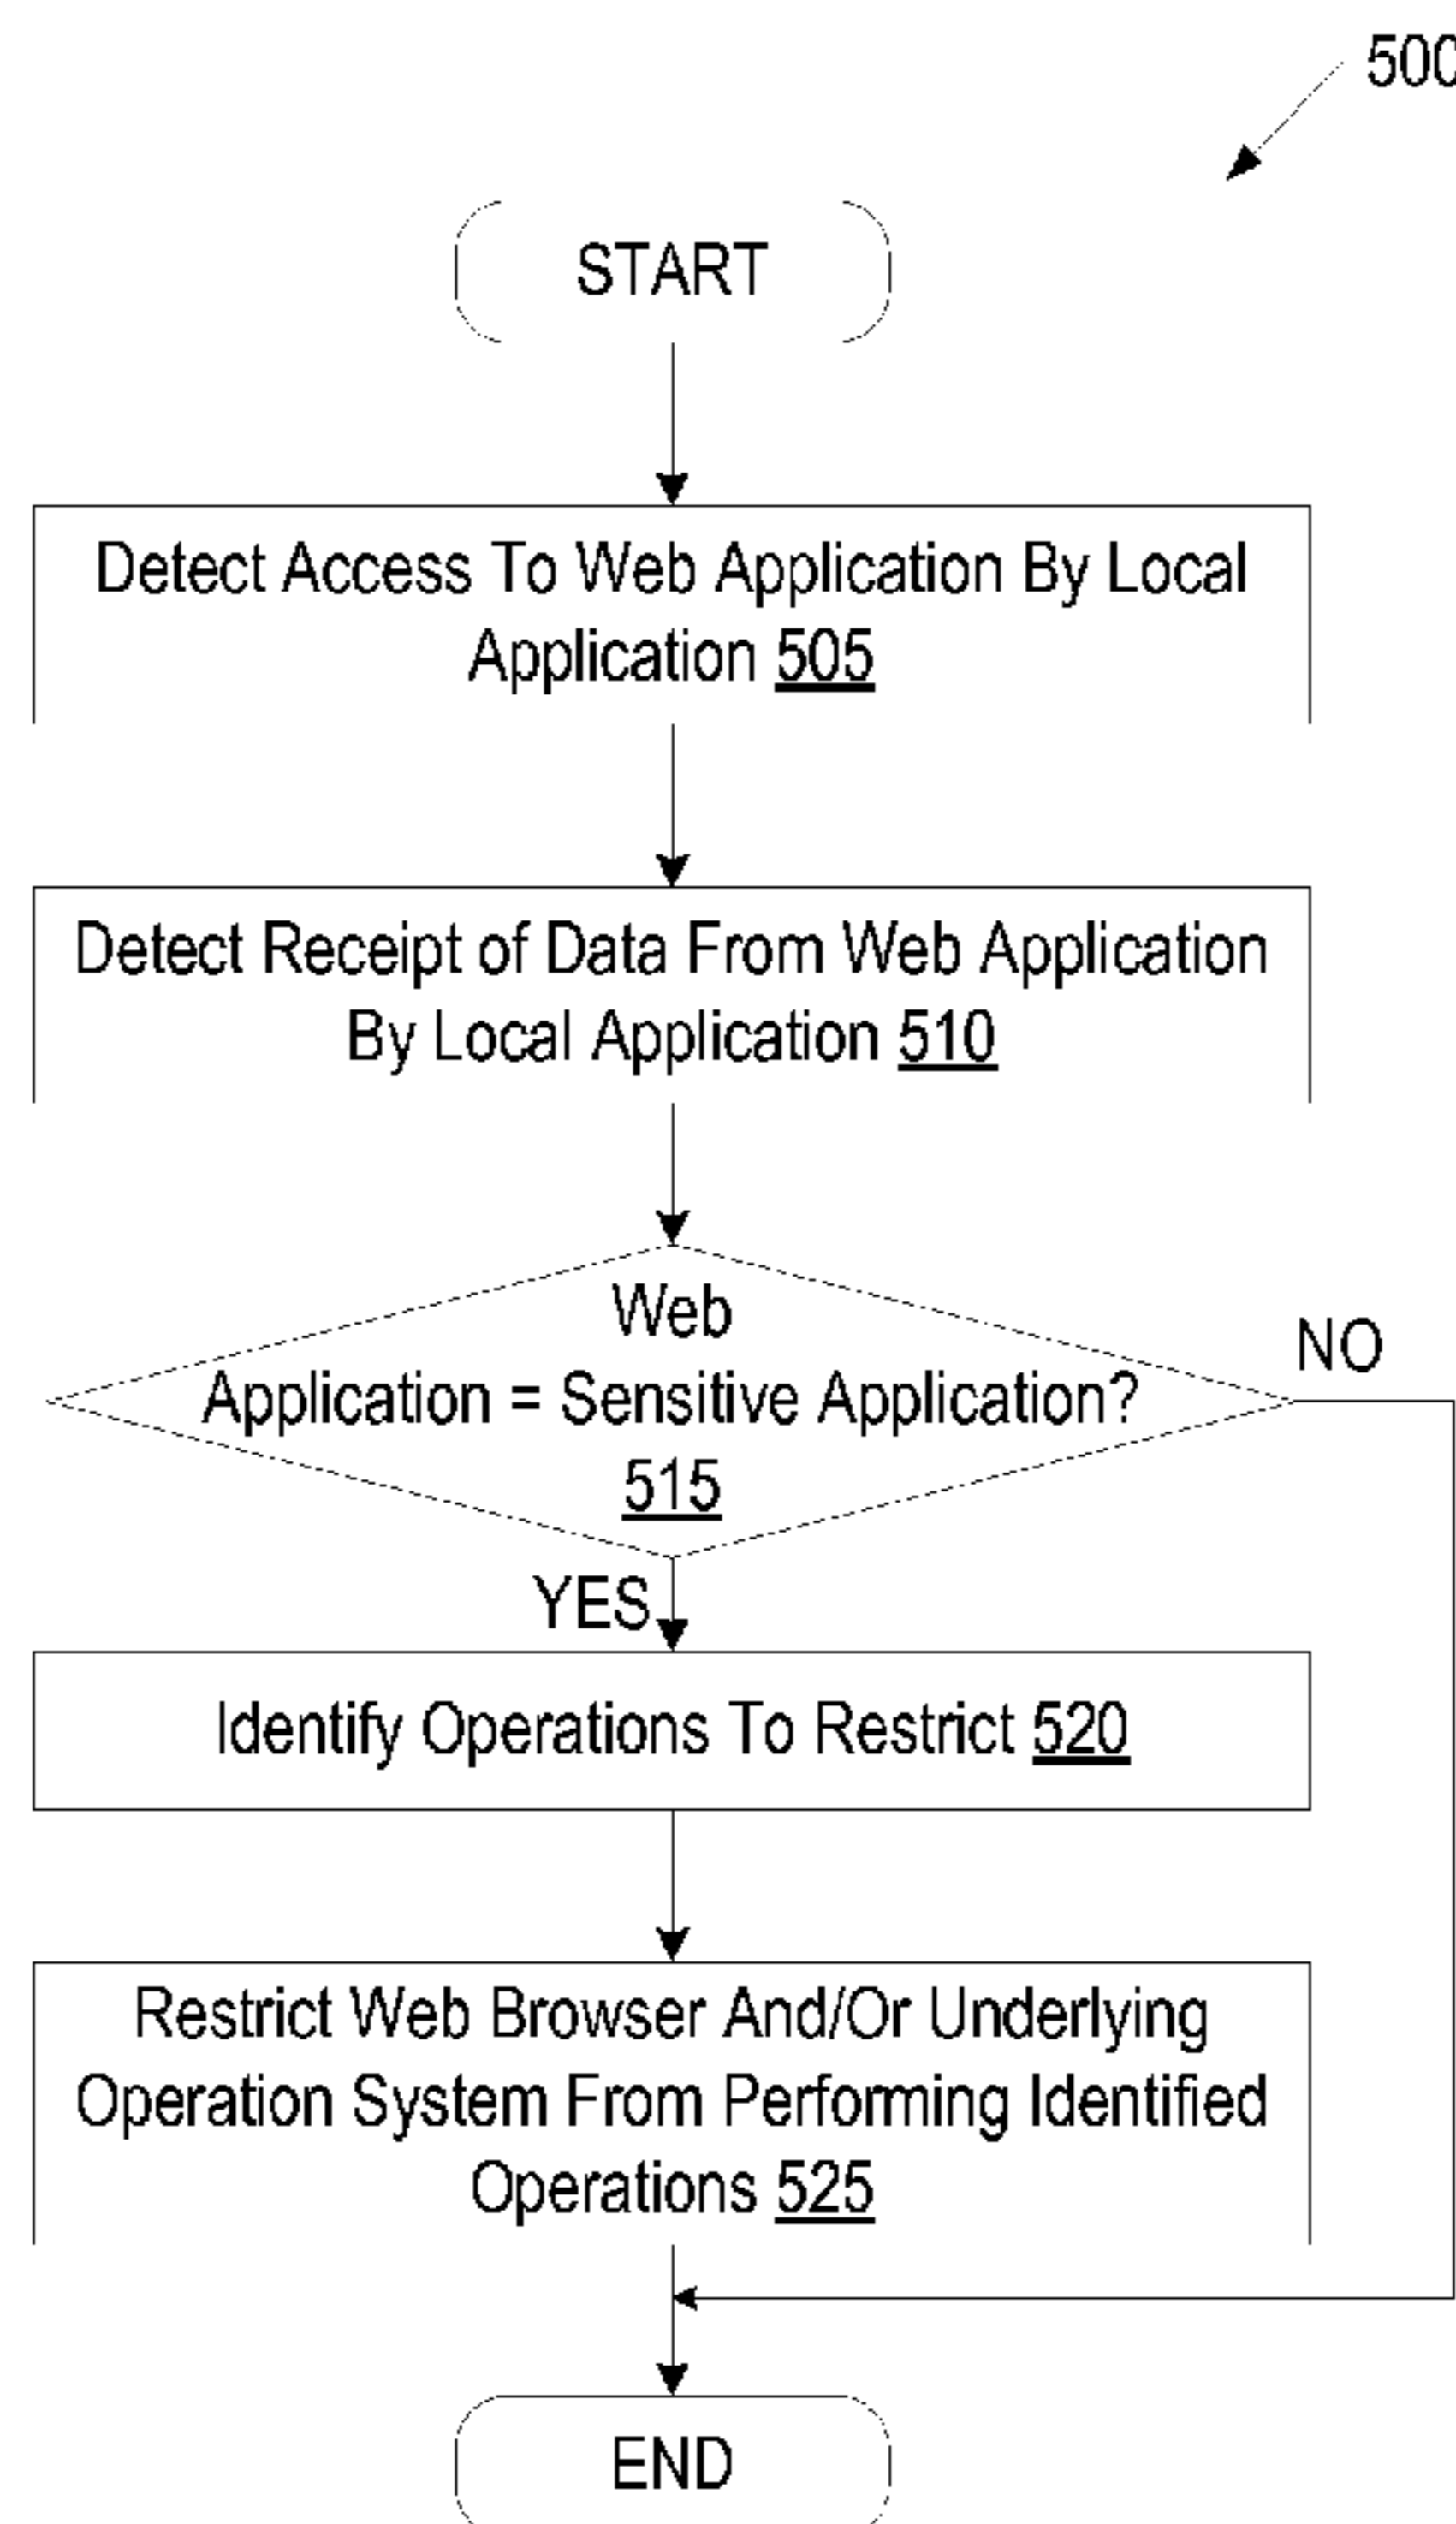 500
START
Detect Access To Web Application By Local
Application 505
Detect Receipt of Data From Web Application
By Local Application 510
Web
Application = Sensitive Application?
515
NO
YES
Identify Operations To Restrict 520
Restrict Web Browser And/Or Underlying
Operation System From Performing Identified
Operations 525
END